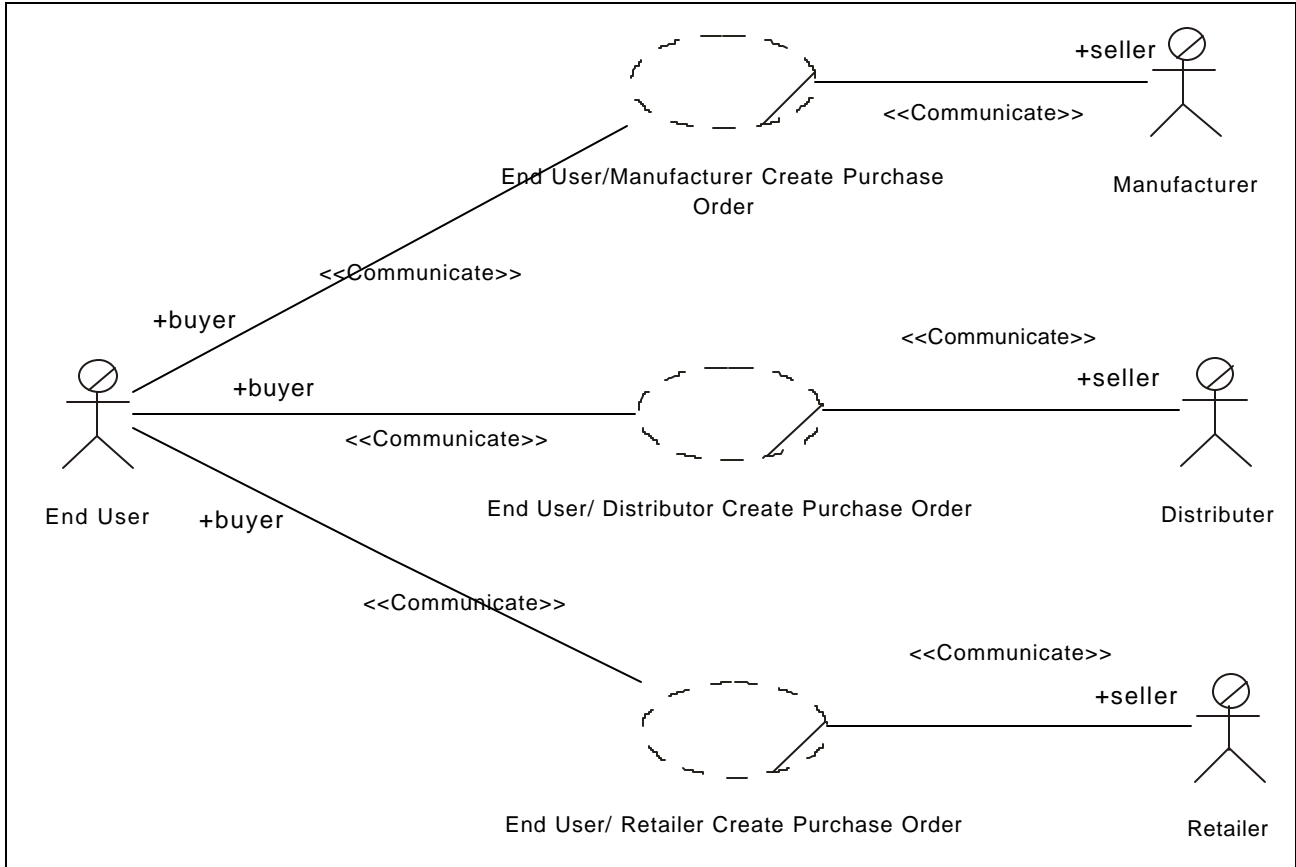 +seller
<<Communicate>>
Manufacturer
End User/Manufacturer Create Purchase
Order
<<Communicate>>
+buyer
<<Communicate>>
+seller
+buyer
<<Communicate>>
End User
+buyer
End User/ Distributor Create Purchase Order
Distributer
<<Communicate>>
<<Communicate>>
+seller
End User/ Retailer Create Purchase Order
Retailer